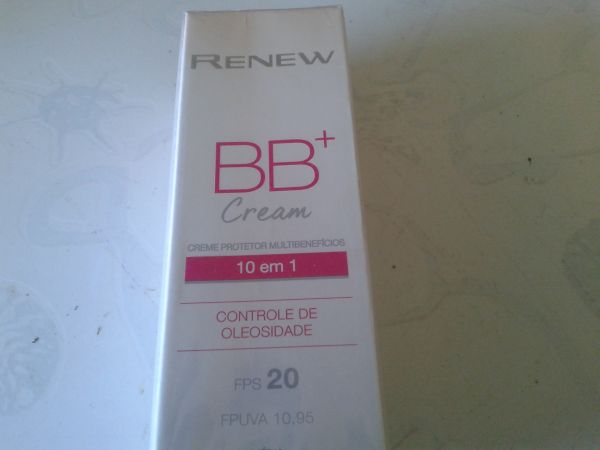 RENEW
BB+
Cream
CREME PROTETOR MULTIBENEFÍCIOS
10 em 1
CONTROLE DE
OLEOSIDADE
FPS 20
FPUVA 10,95